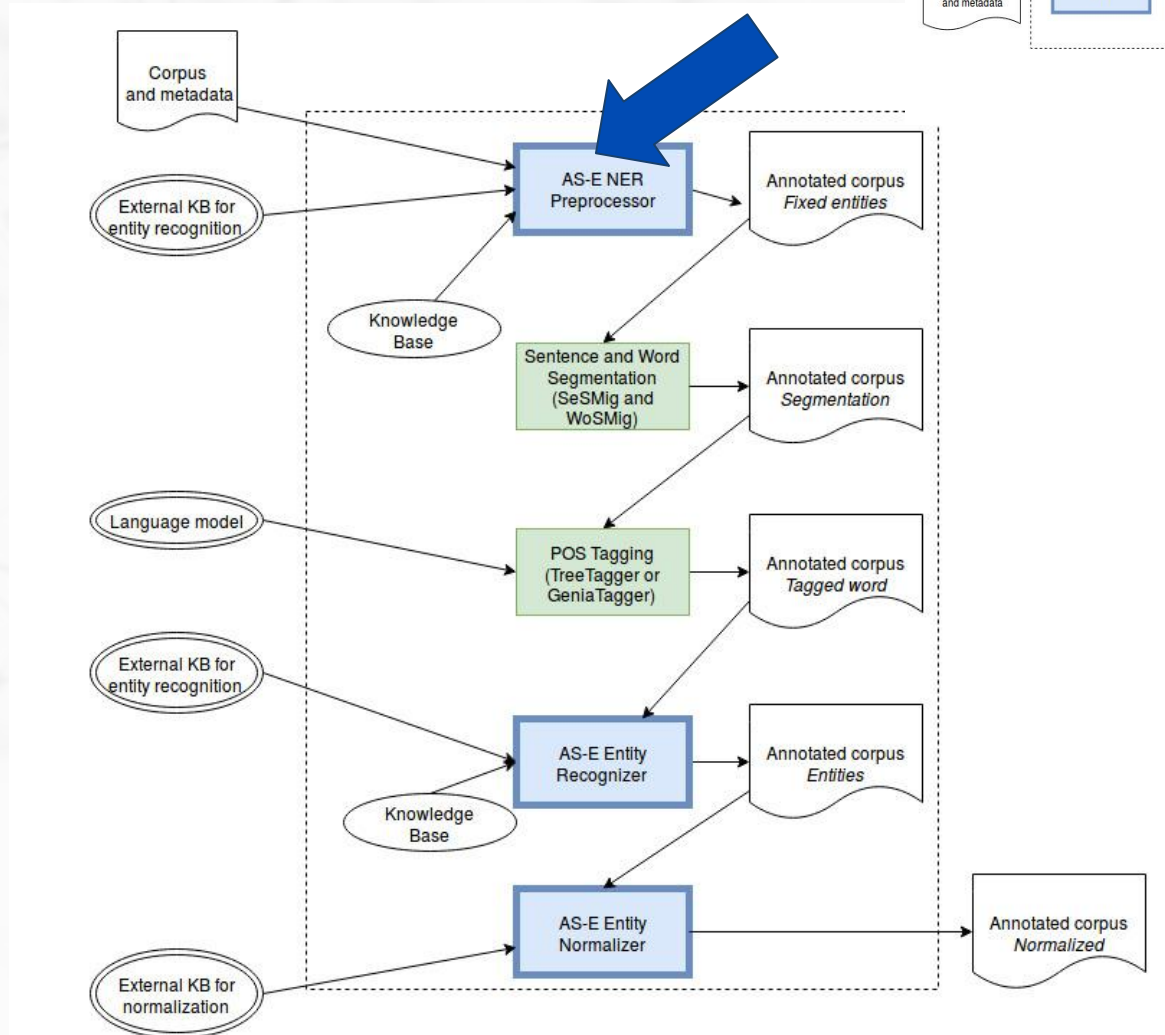 and metadata
Corpus
and metadata
AS-E NER
Preprocessor
Annotated corpus
Fixed entities
External KB for
entity recognition
Knowledge
Base
Sentence and Word
Segmentation
(SeSMig and
WoSMig)
Annotated corpus
Segmentation
Language model
POS Tagging
(TreeTagger or
GeniaTagger)
Annotated corpus
Tagged word
External KB for
entity recognition
AS-E Entity
Recognizer
Annotated corpus
Entities
Knowledge
Base
AS-E Entity
Normalizer
Annotated corpus
Normalized
External KB for
normalization